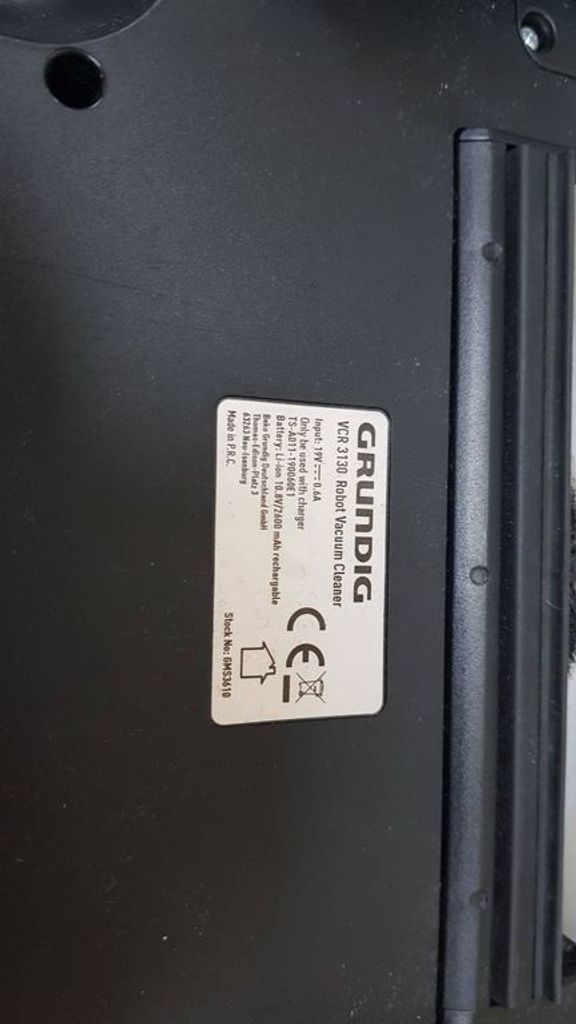 GRUNDIG
VCR 3130 Robot Vacuum Cleaner
Input: 19V 0.6A
Only be used with charger
TS-A011-190060E1
Battery: Li-ion 10.8V/2600 mAh rechargable
Beko Grundig Deutschland GmbH
Thomas-Edison-Platz 3
63263 Neu-Isenburg
Made in P.R.C.
Stock No: GMS3610
CE